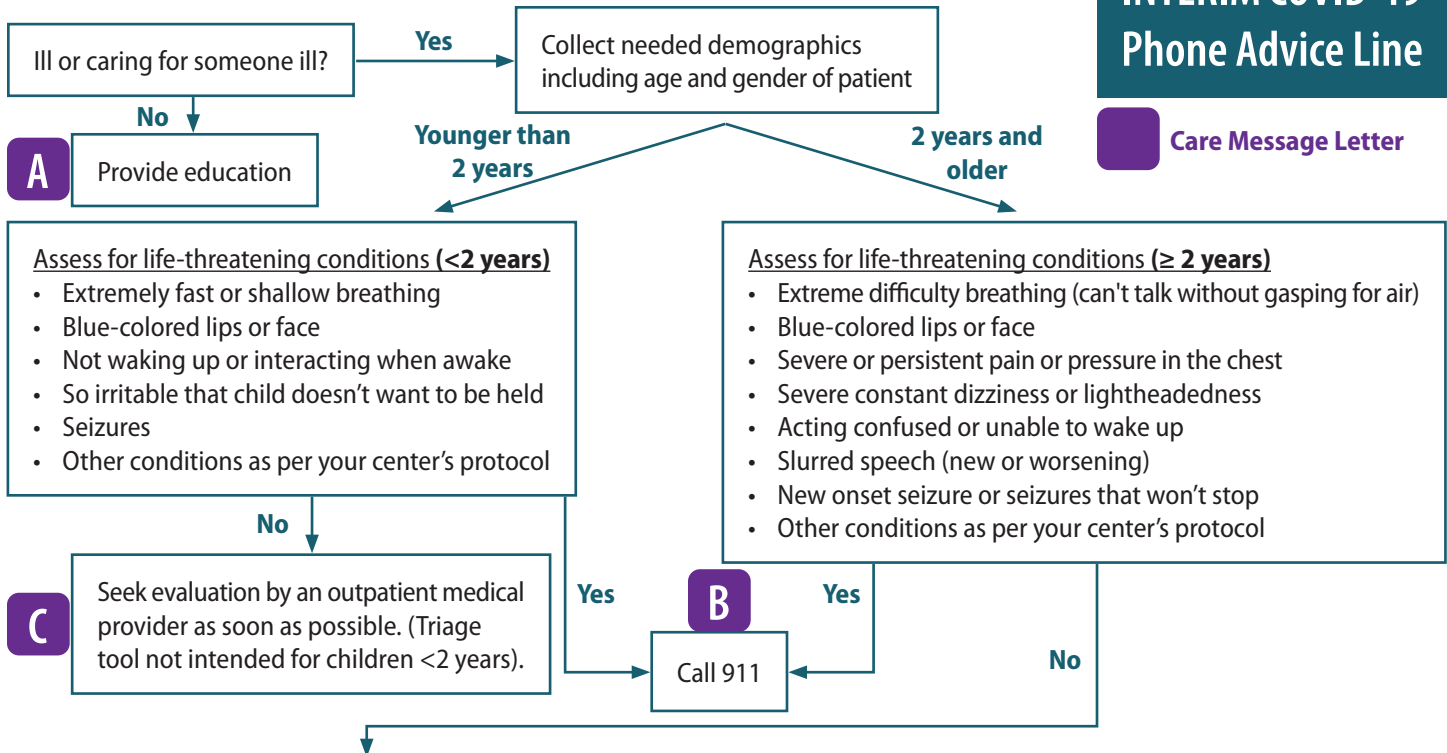 INTERIM COVID-19
Phone Advice Line
Care Message Letter
Ill or caring for someone ill?
Yes
Collect needed demographics
including age and gender of patient
No
A
Provide education
Younger than
2 years
2 years and
older
Assess for life-threatening conditions (<2 years)
• Extremely fast or shallow breathing
• Blue-colored lips or face
• Not waking up or interacting when awake
• So irritable that child doesn’t want to be held
• Seizures
• Other conditions as per your center’s protocol
Assess for life-threatening conditions (≥ 2 years)
• Extreme difficulty breathing (can't talk without gasping for air)
• Blue-colored lips or face
• Severe or persistent pain or pressure in the chest
• Severe constant dizziness or lightheadedness
• Acting confused or unable to wake up
• Slurred speech (new or worsening)
• New onset seizure or seizures that won’t stop
• Other conditions as per your center’s protocol
No
C
Seek evaluation by an outpatient medical
provider as soon as possible. (Triage
tool not intended for children <2 years).
Yes
B
Call 911
Yes
No